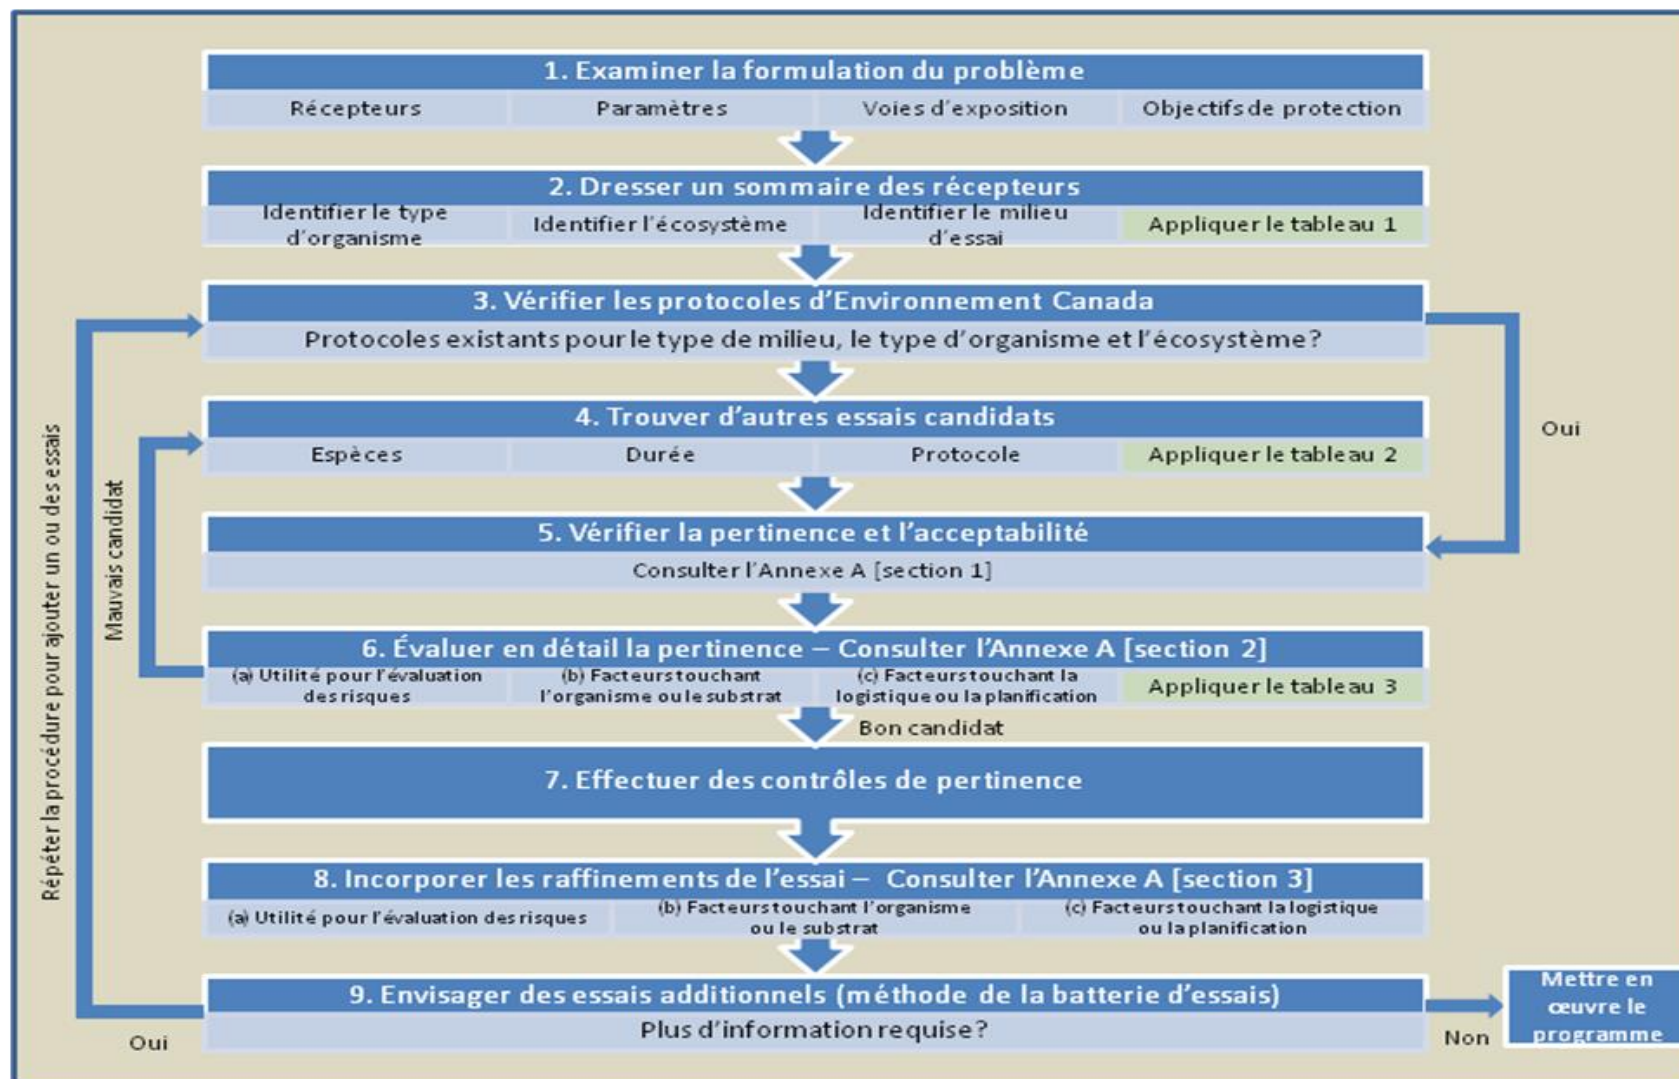 1. Examiner la formulation du problème
Récepteurs
Paramètres
Voies d'exposition
Objectifs de protection
2. Dresser un sommaire des récepteurs
Identifier le type
d'organisme
Identifier l'écosystème
Identifier le milieu
d'essai
Appliquer le tableau 1
3. Vérifier les protocoles d'Environnement Canada
Protocoles existants pour le type de milieu, le type d'organisme et l'écosystème?
Oui
4. Trouver d'autres essais candidats
Espèces
Durée
Protocole
Appliquer le tableau 2
5. Vérifier la pertinence et l'acceptabilité
Consulter l'Annexe A [section 1]
6. Évaluer en détail la pertinence – Consulter l'Annexe A [section 2]
(a) Utilité pour l'évaluation
des risques
(b) Facteurs touchant
l'organisme ou le substrat
(c) Facteurs touchant la
logistique ou la planification
Appliquer le tableau 3
Mauvais candidat
Bon candidat
7. Effectuer des contrôles de pertinence
8. Incorporer les raffinements de l'essai – Consulter l'Annexe A [section 3]
(a) Utilité pour l'évaluation des risques
(b) Facteurs touchant l'organisme
ou le substrat
(c) Facteurs touchant la logistique
ou la planification
9. Envisager des essais additionnels (méthode de la batterie d'essais)
Plus d'information requise?
Oui
Répéter la procédure pour ajouter un ou des essais
Non
Mettre en
œuvre le
programme